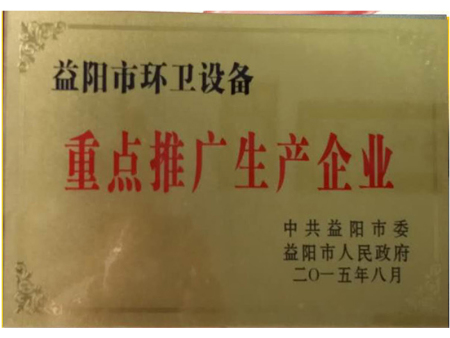 益阳市环卫设备
重点推广生产企业
中共益阳市委
益阳市人民政府
二〇一五年八月